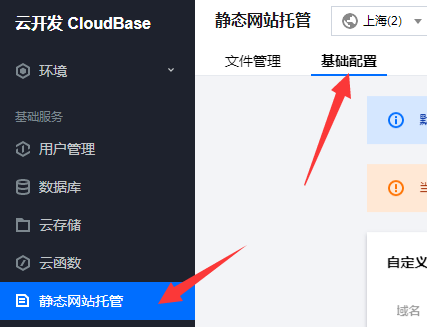 云开发 CloudBase
环境
基础服务
用户管理
数据库
云存储
云函数
静态网站托管
静态网站托管
上海(2)
文件管理
基础配置
自定义
域名